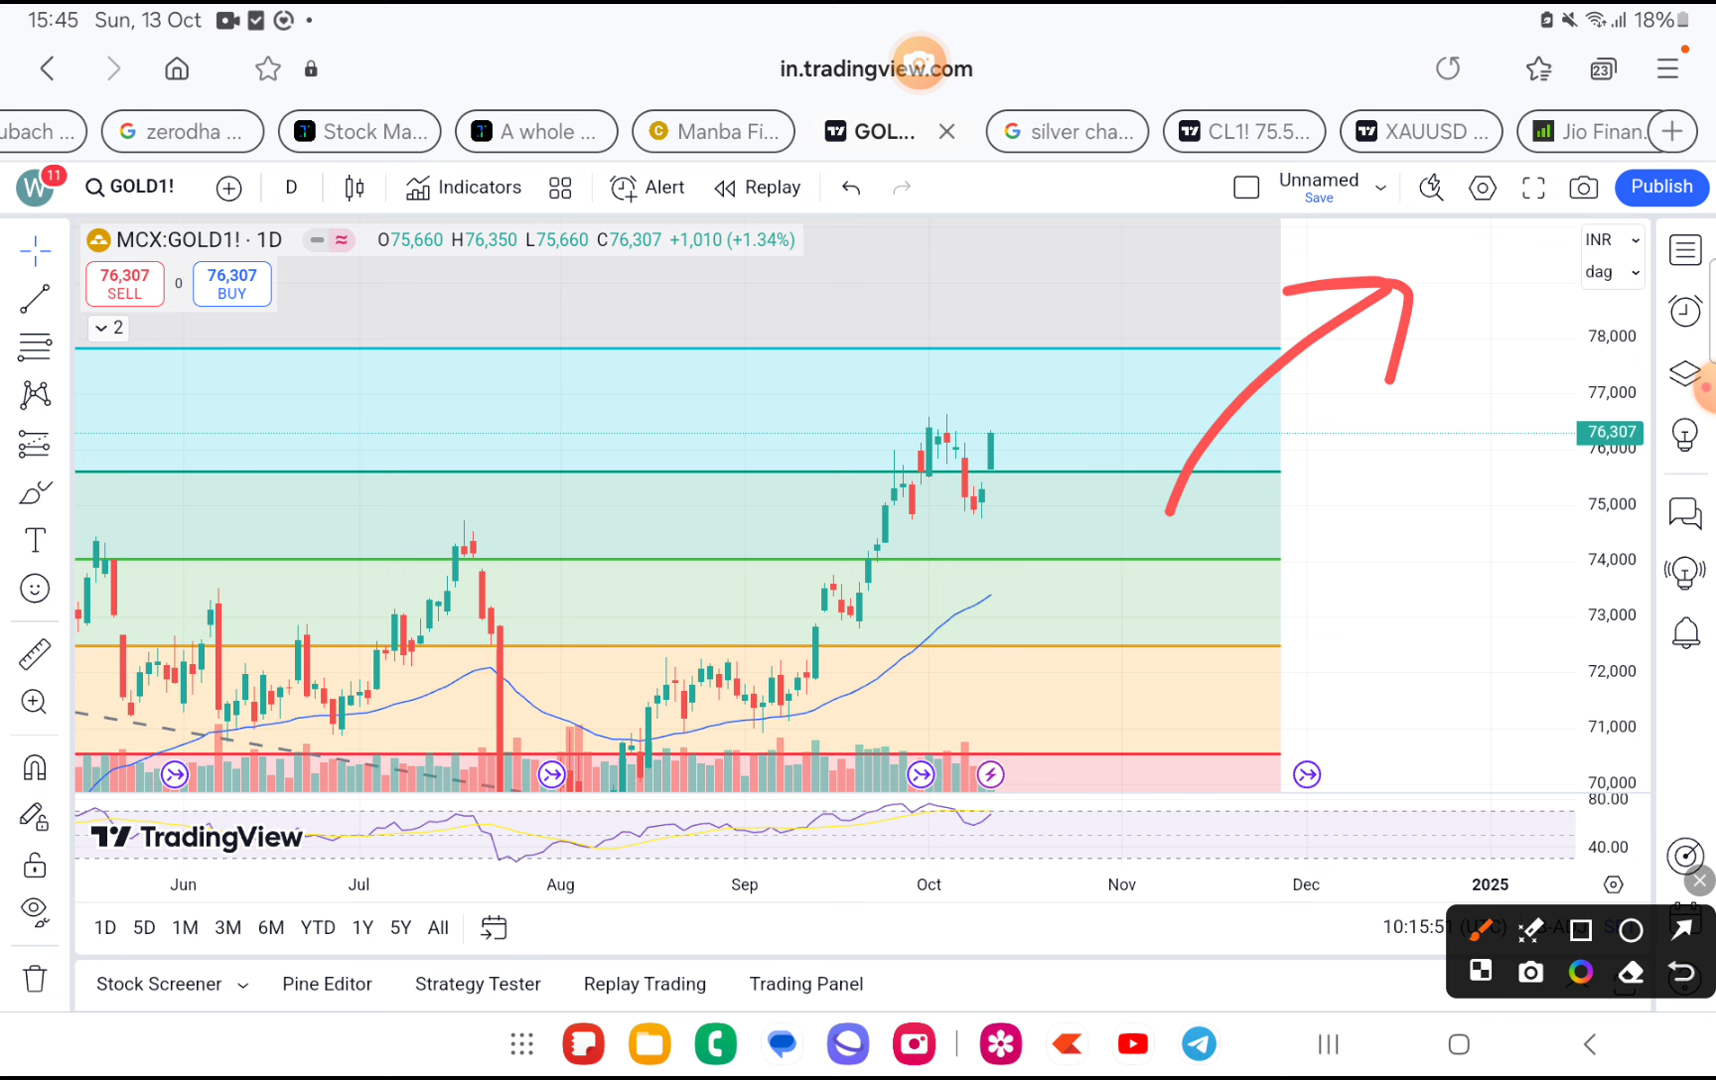 15:45 Sun, 13 Oct
18%
in.tradingview.com
23
ubach ...
zerodha ...
Stock Ma...
A whole ...
Manba Fi...
GOL...
silver cha...
CL1! 75.5...
XAUUSD ...
Jio Finan.
W 11
GOLD1!
D
Indicators
Alert
Replay
Unnamed
Save
Publish
MCX:GOLD1! · 1D
O75,660 H76,350 L75,660 C76,307 +1,010 (+1.34%)
INR
dag
76,307
SELL
0
76,307
BUY
2
78,000
77,000
76,307
76,000
75,000
74,000
73,000
72,000
71,000
70,000
80.00
TradingView
40.00
Jun Jul Aug Sep Oct Nov Dec 2025
1D 5D 1M 3M 6M YTD 1Y 5Y All
10:15:51 (UTC)
Stock Screener
Pine Editor
Strategy Tester
Replay Trading
Trading Panel